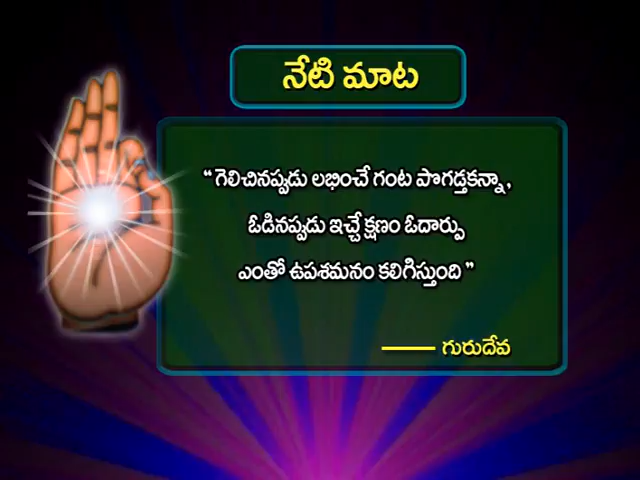 నేటి మాట
“ గెలిచినప్పుడు లభించే గంట పొగడ్తకన్నా,
ఓడినప్పుడు ఇచ్చే క్షణం ఓదార్పు
ఎంతో ఉపశమనం కలిగిస్తుంది ”
—— గురుదేవ